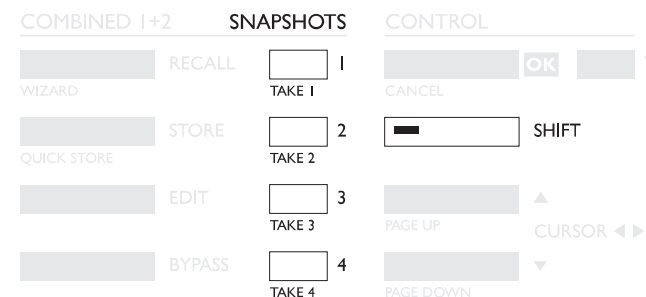 COMBINED 1+2 SNAPSHOTS CONTROL
RECALL 1 OK
WIZARD TAKE 1 CANCEL
STORE 2 SHIFT
QUICK STORE TAKE 2
EDIT 3 ▲
TAKE 3 PAGE UP
CURSOR ◀ ▶
BYPASS 4 ▼
TAKE 4 PAGE DOWN